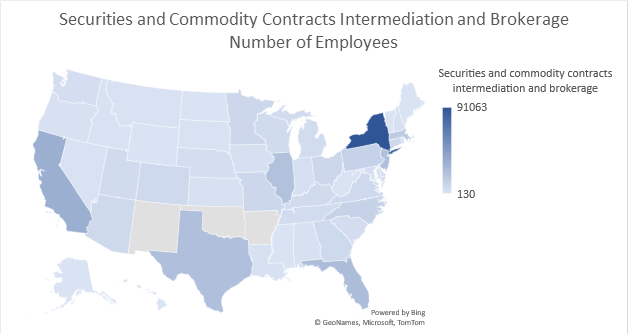 Securities and Commodity Contracts Intermediation and Brokerage
Number of Employees
Securities and commodity contracts
intermediation and brokerage
91063
130
Powered by Bing
© GeoNames, Microsoft, TomTom